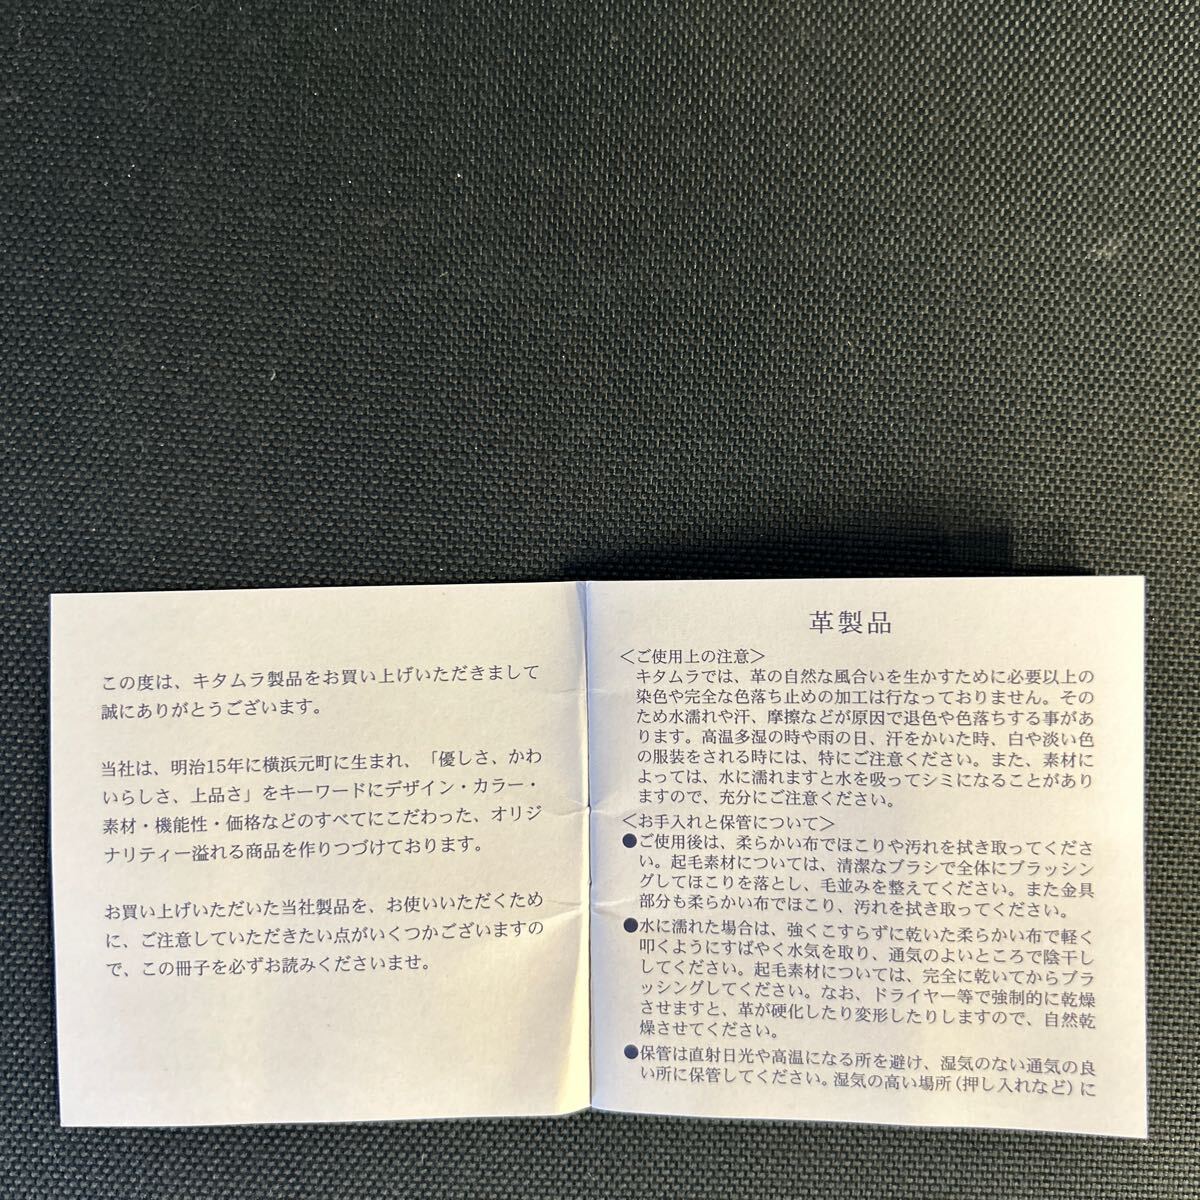 この度は、キタムラ製品をお買い上げいただきまして
誠にありがとうございます。
当社は、明治15年に横浜元町に生まれ、「優しさ、かわ
いらしさ、上品さ」をキーワードにデザイン・カラー・
素材・機能性・価格などのすべてにこだわった、オリジ
ナリティー溢れる商品を作りつづけております。
お買い上げいただいた当社製品を、お使いいただくため
に、ご注意していただきたい点がいくつかございますの
で、この冊子を必ずお読みくださいませ。
革製品
＜ご使用上の注意＞
キタムラでは、革の自然な風合いを生かすために必要以上の
染色や完全な色落ち止めの加工は行なっておりません。その
ため水濡れや汗、摩擦などが原因で退色や色落ちする事があ
ります。高温多湿の時や雨の日、汗をかいた時、白や淡い色
の服装をされる時には、特にご注意ください。また、素材に
よっては、水に濡れますと水を吸ってシミになることがあり
ますので、充分にご注意ください。
＜お手入れと保管について＞
●ご使用後は、柔らかい布でほこりや汚れを拭き取ってくださ
い。起毛素材については、清潔なブラシで全体にブラッシン
グしてほこりを落とし、毛並みを整えてください。また金具
部分も柔らかい布でほこり、汚れを拭き取ってください。
●水に濡れた場合は、強くこすらずに乾いた柔らかい布で軽く
叩くようにすばやく水気を取り、通気のよいところで陰干し
してください。起毛素材については、完全に乾いてからブラ
ッシングしてください。なお、ドライヤー等で強制的に乾燥
させますと、革が硬化したり変形したりしますので、自然乾
燥させてください。
●保管は直射日光や高温になる所を避け、湿気のない通気の良
い所に保管してください。湿気の高い場所（押し入れなど）に